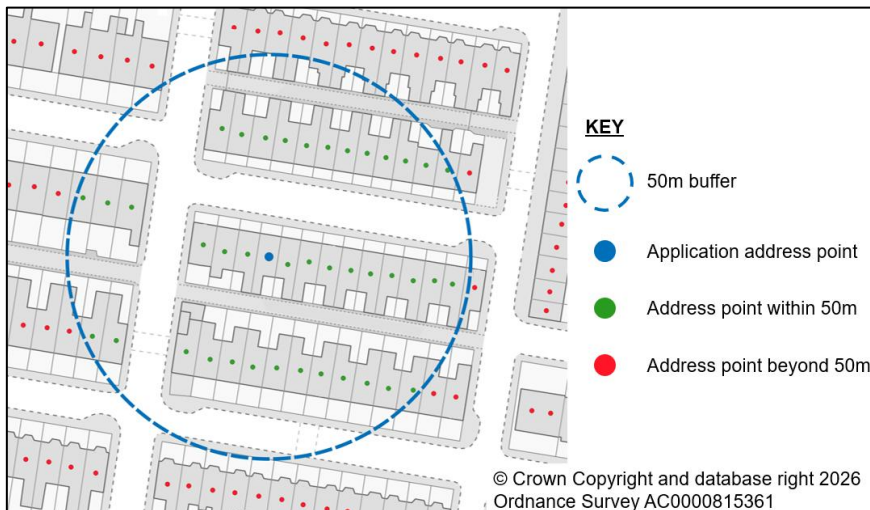 KEY
50m buffer
Application address point
Address point within 50m
Address point beyond 50m
© Crown Copyright and database right 2026
Ordnance Survey AC0000815361